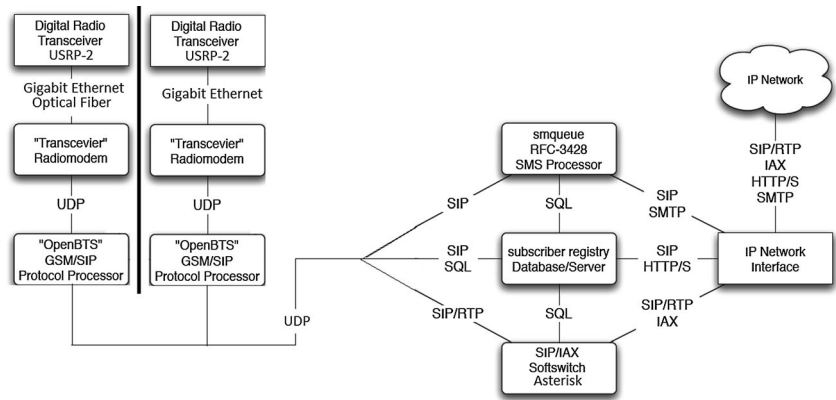 Digital Radio
Transceiver
USRP-2
Gigabit Ethernet
Optical Fiber
"Transcevier"
Radiomodem
UDP
"OpenBTS"
GSM/SIP
Protocol Processor
Digital Radio
Transceiver
USRP-2
Gigabit Ethernet
"Transcevier"
Radiomodem
UDP
"OpenBTS"
GSM/SIP
Protocol Processor
UDP
SIP
SIP
SQL
SIP/RTP
smqueue
RFC-3428
SMS Processor
SQL
subscriber registry
Database/Server
SQL
SIP/IAX
Softswitch
Asterisk
SIP
SMTP
SIP
HTTP/S
SIP/RTP
IAX
IP Network
SIP/RTP
IAX
HTTP/S
SMTP
IP Network
Interface